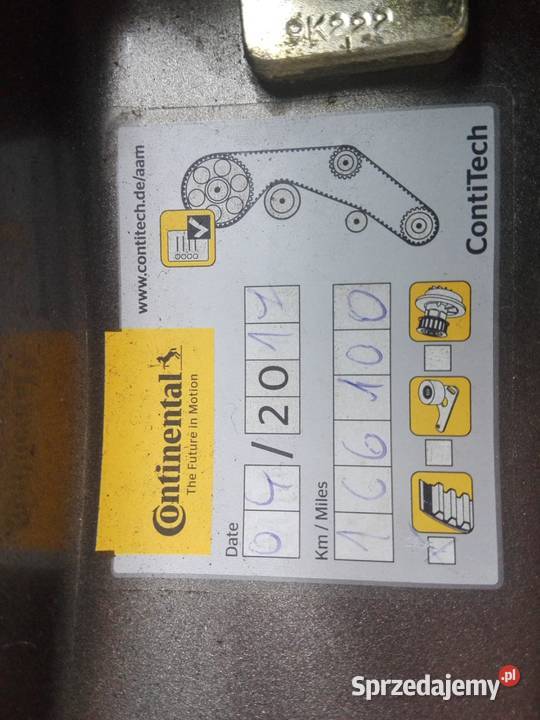 www.contitech.de/aam
Continental
The Future in Motion
Date
04/2017
Km / Miles
166100
ContiTech
Sprzedajemy.pl